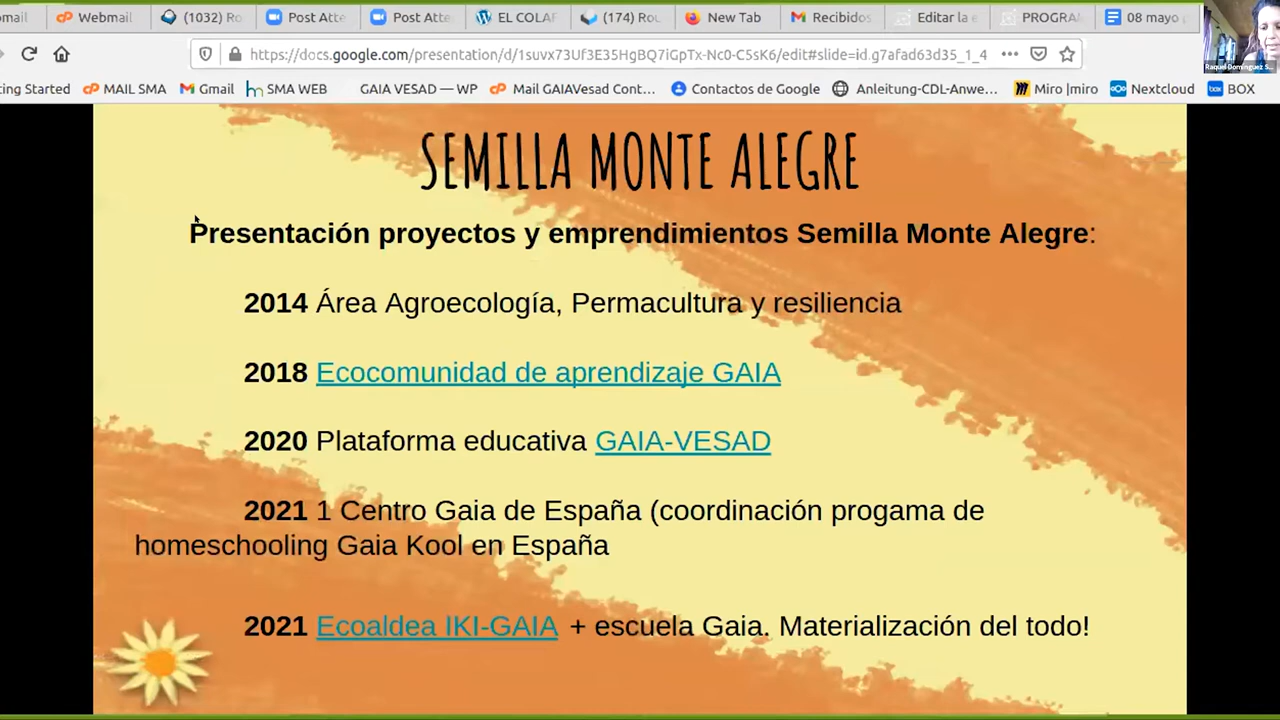 mail
Webmail
(1032) Ro
Post Atte
Post Atte
EL COLAF
(174) Rou
New Tab
Recibidos
Editar la e
PROGRA
08 mayo
https://docs.google.com/presentation/d/1suvx73Uf3E35HgBQ7iGpTx-Nc0-C5sK6/edit#slide=id.g7afad63d35_1_4
ing Started
MAIL SMA
Gmail
SMA WEB
GAIA VESAD — WP
Mail GAIAVesad Cont…
Contactos de Google
Anleitung-CDL-Anwe…
Miro |miro
Nextcloud
BOX
Raquel Dominguez S...
SEMILLA MONTE ALEGRE
Presentación proyectos y emprendimientos Semilla Monte Alegre:
2014 Área Agroecología, Permacultura y resiliencia
2018 Ecocomunidad de aprendizaje GAIA
2020 Plataforma educativa GAIA-VESAD
2021 1 Centro Gaia de España (coordinación progama de
homeschooling Gaia Kool en España
2021 Ecoaldea IKI-GAIA + escuela Gaia. Materialización del todo!